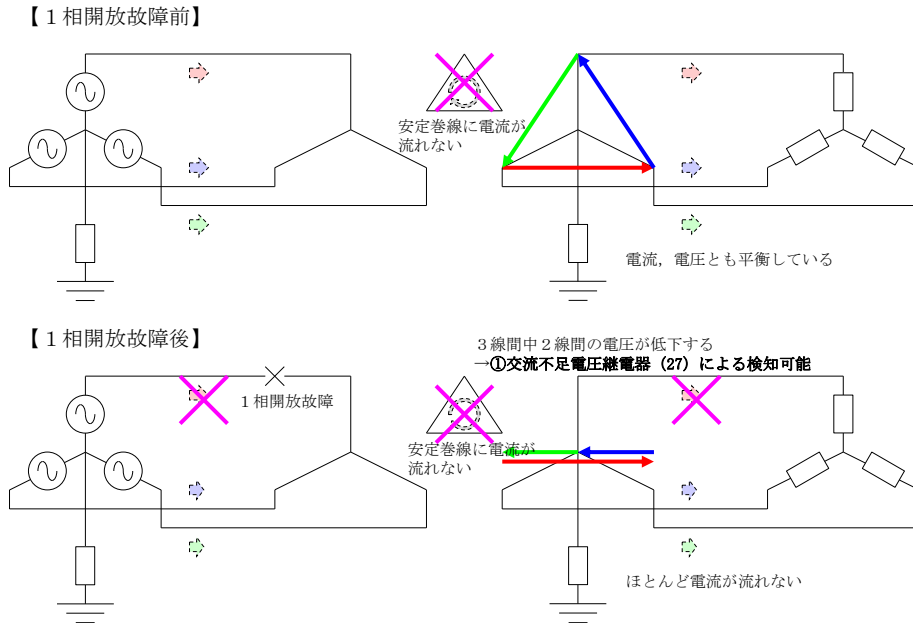 【１相開放故障前】
安定巻線に電流が
流れない
電流，電圧とも平衡している
【１相開放故障後】
３線間中２線間の電圧が低下する
→①交流不足電圧継電器（27）による検知可能
１相開放故障
安定巻線に電流が
流れない
ほとんど電流が流れない